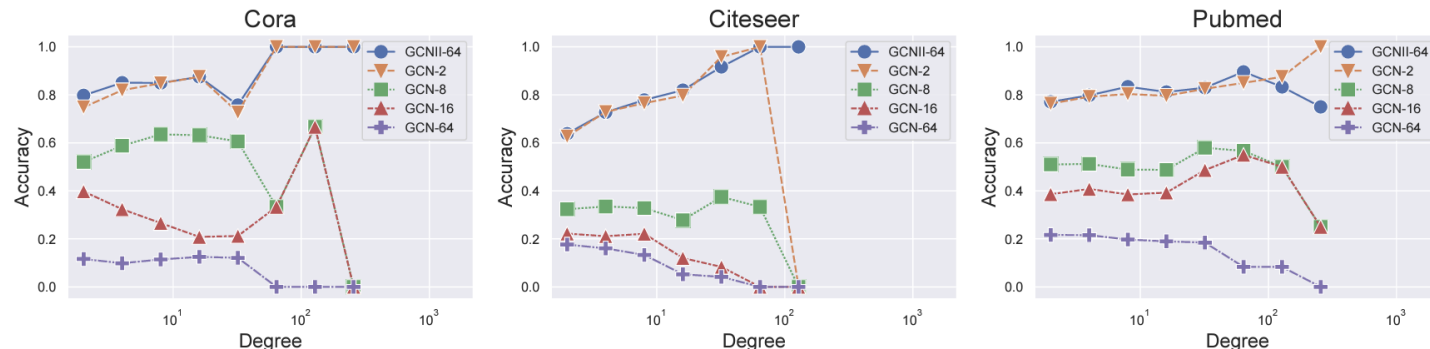 Cora
Accuracy
1.0
0.8
0.6
0.4
0.2
0.0
GCNII-64
GCN-2
GCN-8
GCN-16
GCN-64
10¹
10²
10³
Degree
Citeseer
Accuracy
1.0
0.8
0.6
0.4
0.2
0.0
GCNII-64
GCN-2
GCN-8
GCN-16
GCN-64
10¹
10²
10³
Degree
Pubmed
Accuracy
1.0
0.8
0.6
0.4
0.2
0.0
GCNII-64
GCN-2
GCN-8
GCN-16
GCN-64
10¹
10²
10³
Degree